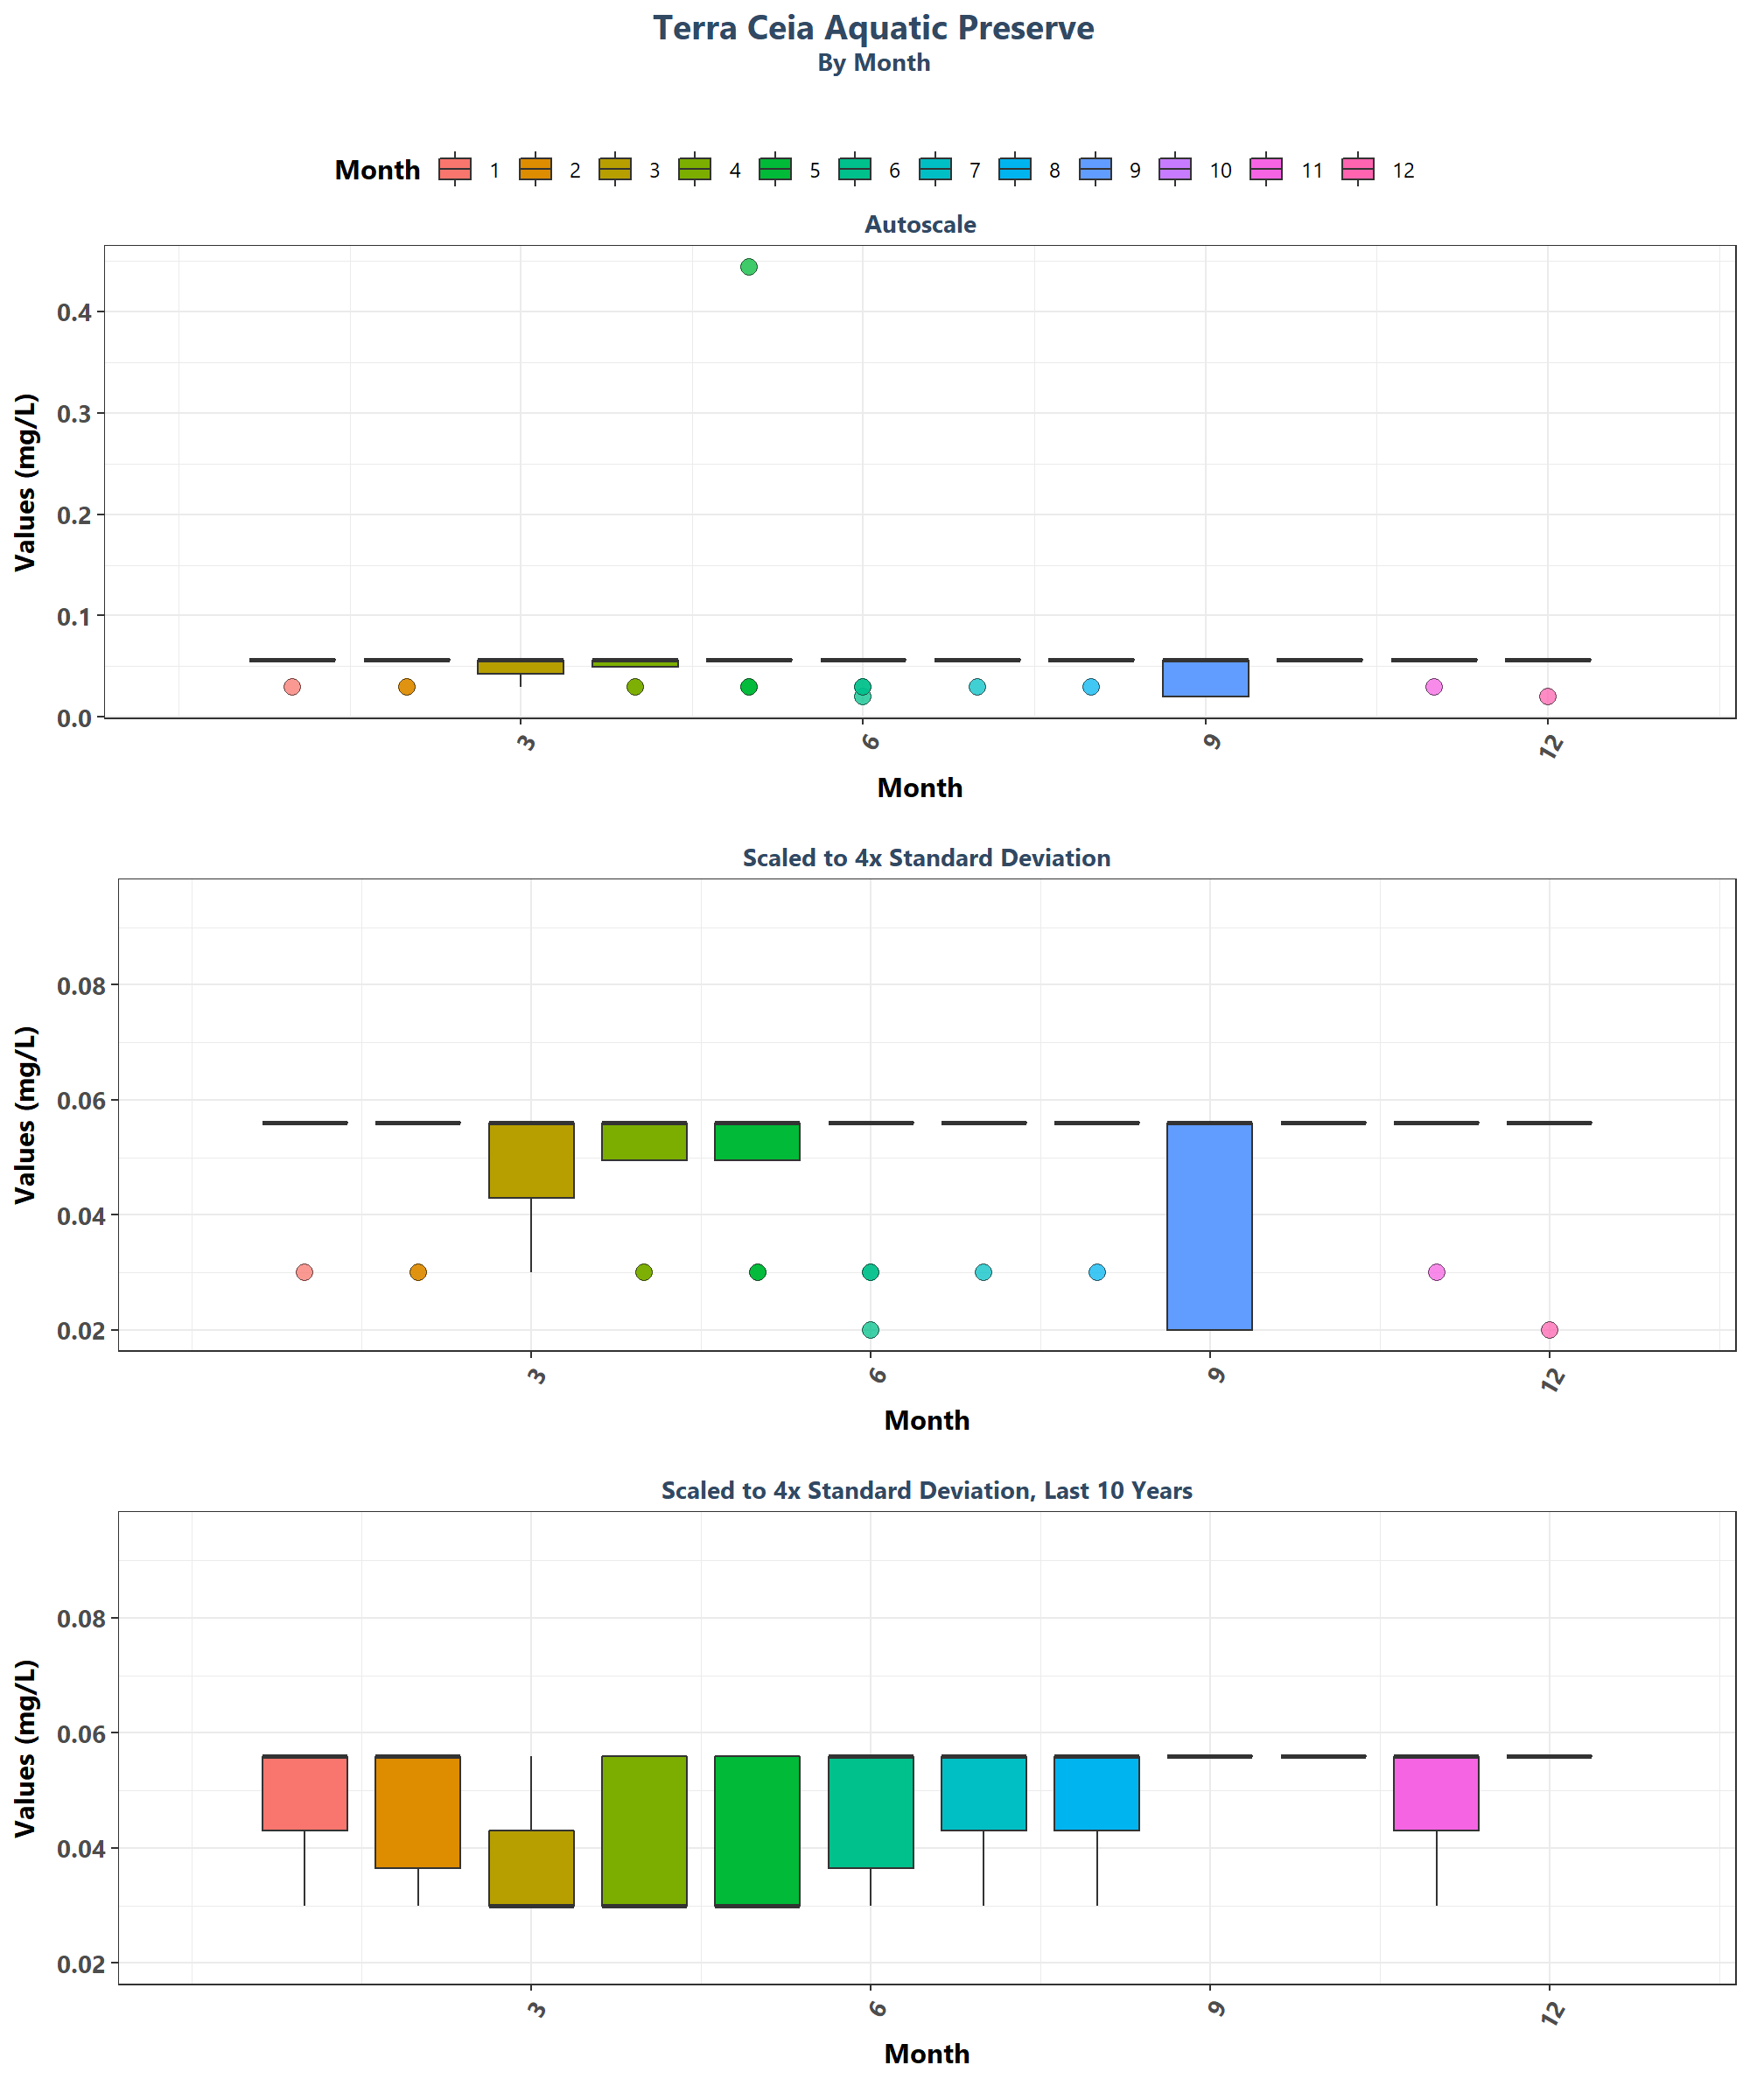 Terra Ceia Aquatic Preserve
By Month
Month 1 2 3 4 5 6 7 8 9 10 11 12
Autoscale
Values (mg/L)
0.4
0.3
0.2
0.1
0.0
3 6 9 12
Month
Scaled to 4x Standard Deviation
Values (mg/L)
0.08
0.06
0.04
0.02
3 6 9 12
Month
Scaled to 4x Standard Deviation, Last 10 Years
Values (mg/L)
0.08
0.06
0.04
0.02
3 6 9 12
Month